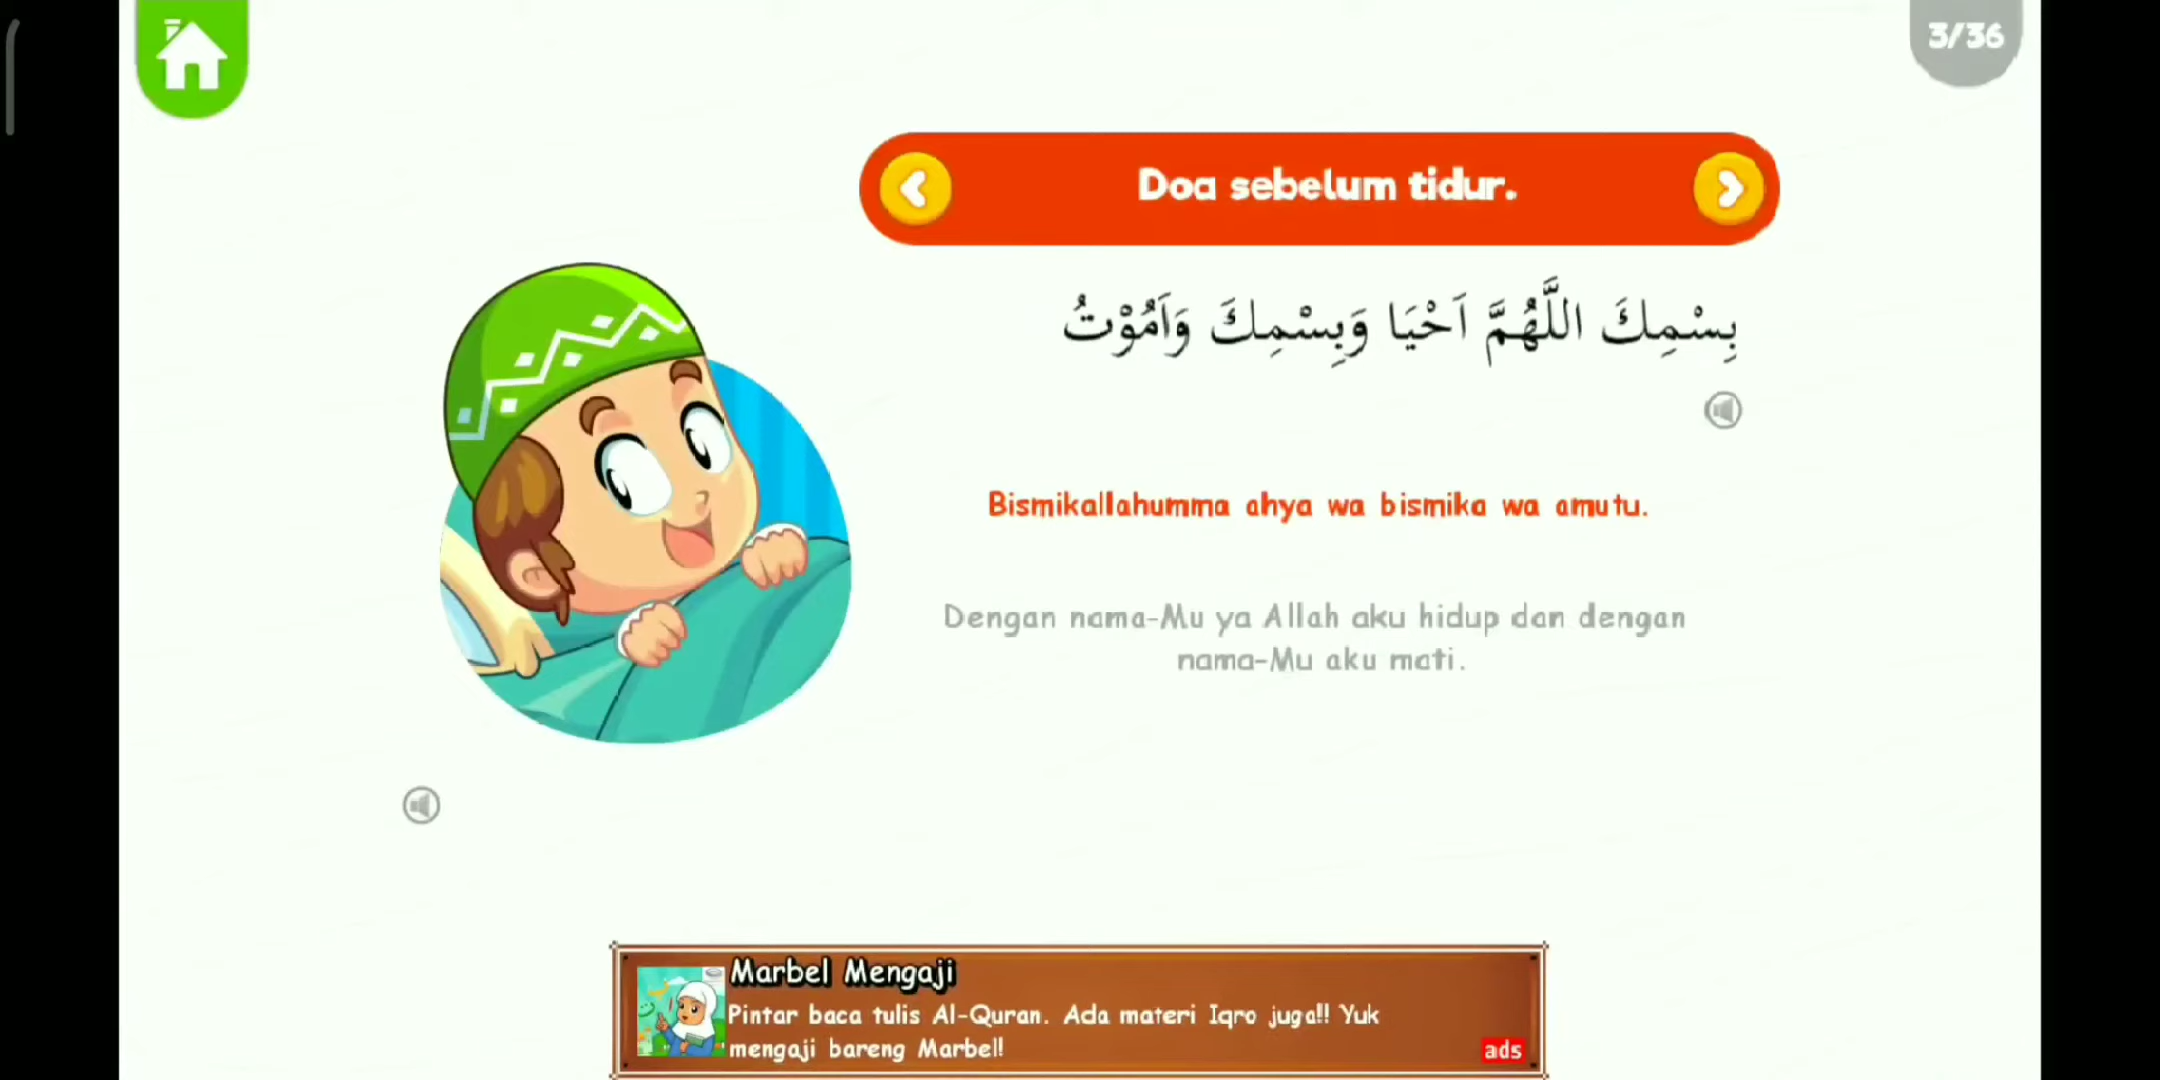 3/36
Doa sebelum tidur.
بِسْمِكَ اللَّهُمَّ اَحْيَا وَبِسْمِكَ وَاَمُوْتُ
Bismikallahumma ahya wa bismika wa amutu.
Dengan nama-Mu ya Allah aku hidup dan dengan
nama-Mu aku mati.
Marbel Mengaji
Pintar baca tulis Al-Quran. Ada materi Iqro juga!! Yuk
mengaji bareng Marbel!
ads